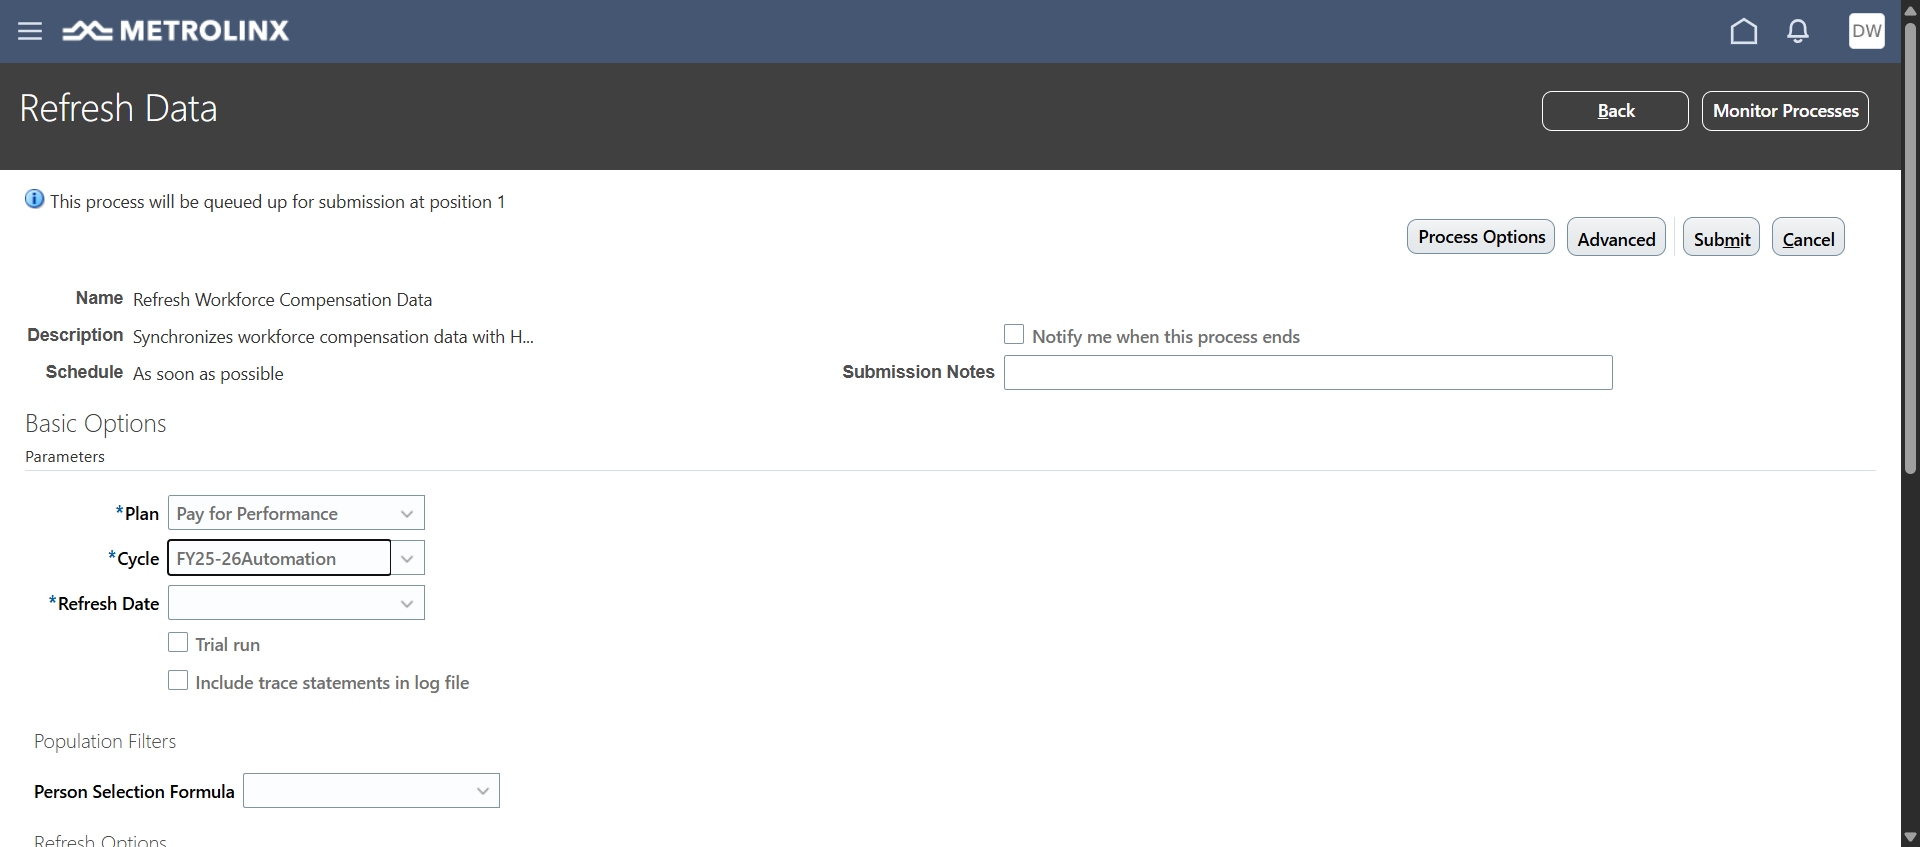 METROLINX
DW
Refresh Data
Back
Monitor Processes
This process will be queued up for submission at position 1
Process Options
Advanced
Submit
Cancel
Name Refresh Workforce Compensation Data
Description Synchronizes workforce compensation data with H...
Notify me when this process ends
Schedule As soon as possible
Submission Notes
Basic Options
Parameters
*Plan Pay for Performance
*Cycle FY25-26Automation
*Refresh Date
Trial run
Include trace statements in log file
Population Filters
Person Selection Formula
Refresh Options